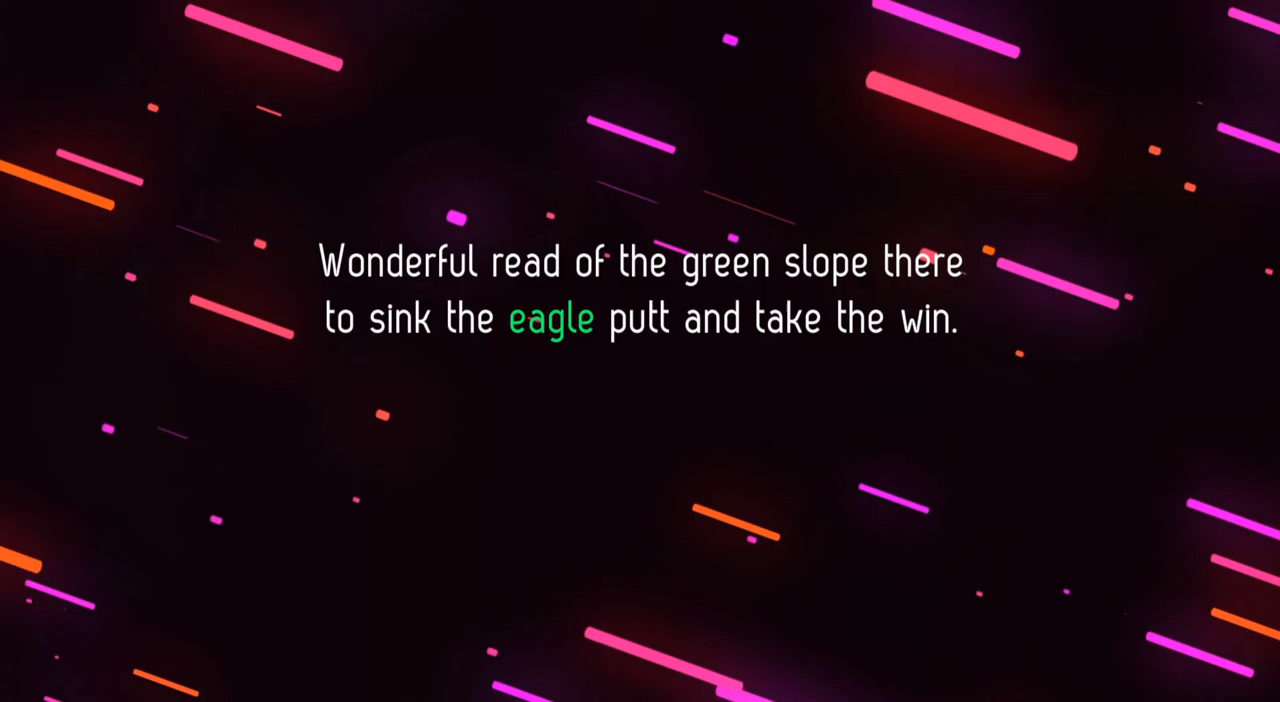 Wonderful read of the green slope there
to sink the eagle putt and take the win.